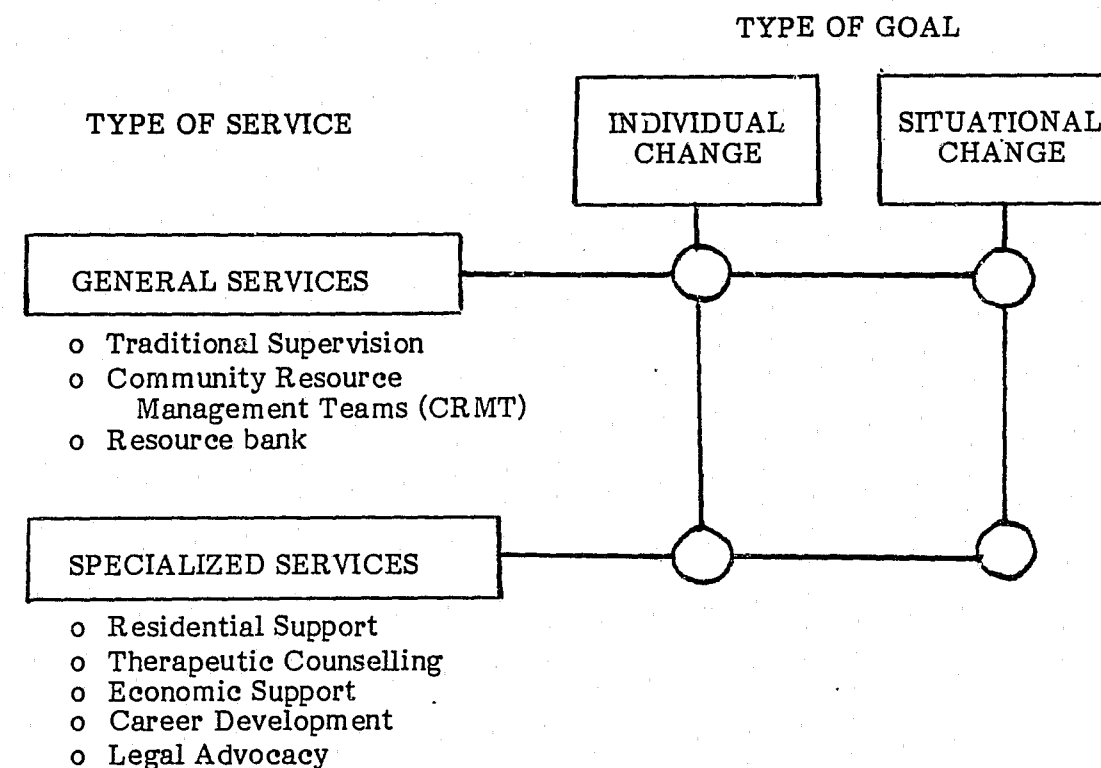 TYPE OF GOAL
TYPE OF SERVICE
INDIVIDUAL
CHANGE
SITUATIONAL
CHANGE
GENERAL SERVICES
o Traditional Supervision
o Community Resource
Management Teams (CRMT)
o Resource bank
SPECIALIZED SERVICES
o Residential Support
o Therapeutic Counselling
o Economic Support
o Career Development
o Legal Advocacy